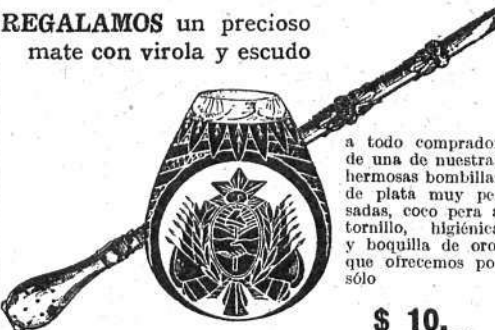 REGALAMOS un precioso
mate con virola y escudo
a todo comprado
de una de nuestra
hermosas bombilla
de plata muy pe-
sadas, coco pera a
tornillo, higiénica
y boquilla de oro
que ofrecemos po
sólo
$ 10.